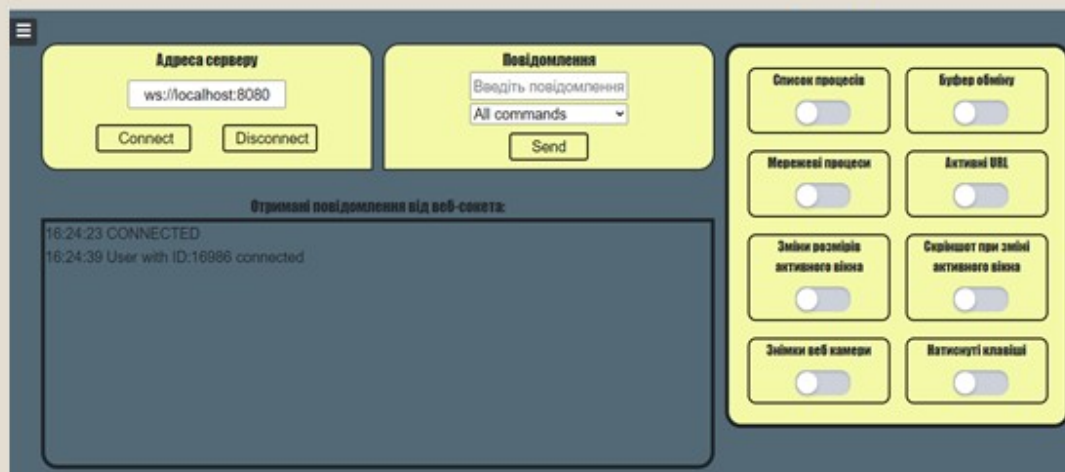 Адреса серверу
ws://localhost:8080
Connect
Disconnect
Повідомлення
Введіть повідомлення
All commands
Send
Отримані повідомлення від веб-сокета:
16:24:23 CONNECTED
16:24:39 User with ID:16986 connected
Список процесів
Буфер обміну
Мережеві процеси
Активні URL
Зміни розмірів
активного вікна
Скріншот при зміні
активного вікна
Знімки веб камери
Натиснуті клавіші